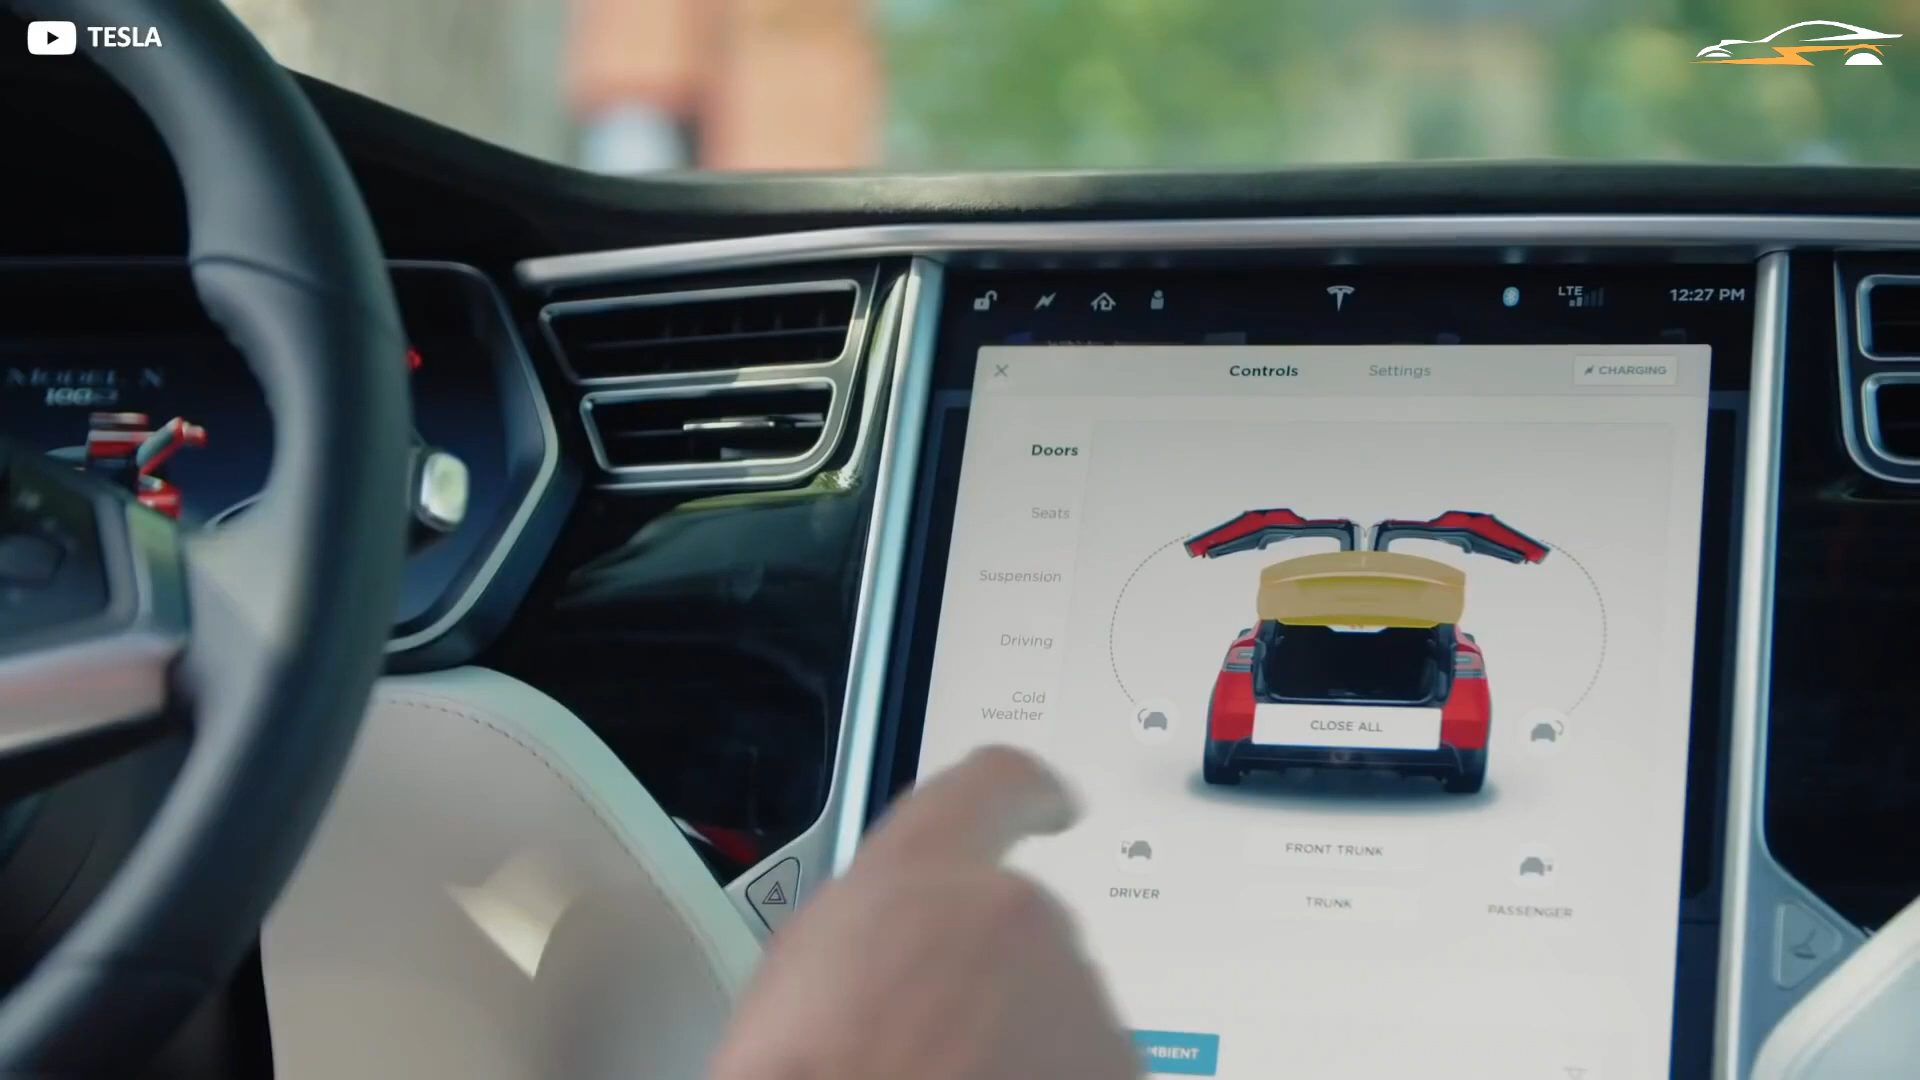 TESLA
LTE
12:27 PM
Controls
Settings
CHARGING
Doors
Seats
Suspension
Driving
Cold
Weather
CLOSE ALL
FRONT TRUNK
DRIVER
TRUNK
PASSENGER
MODEL X